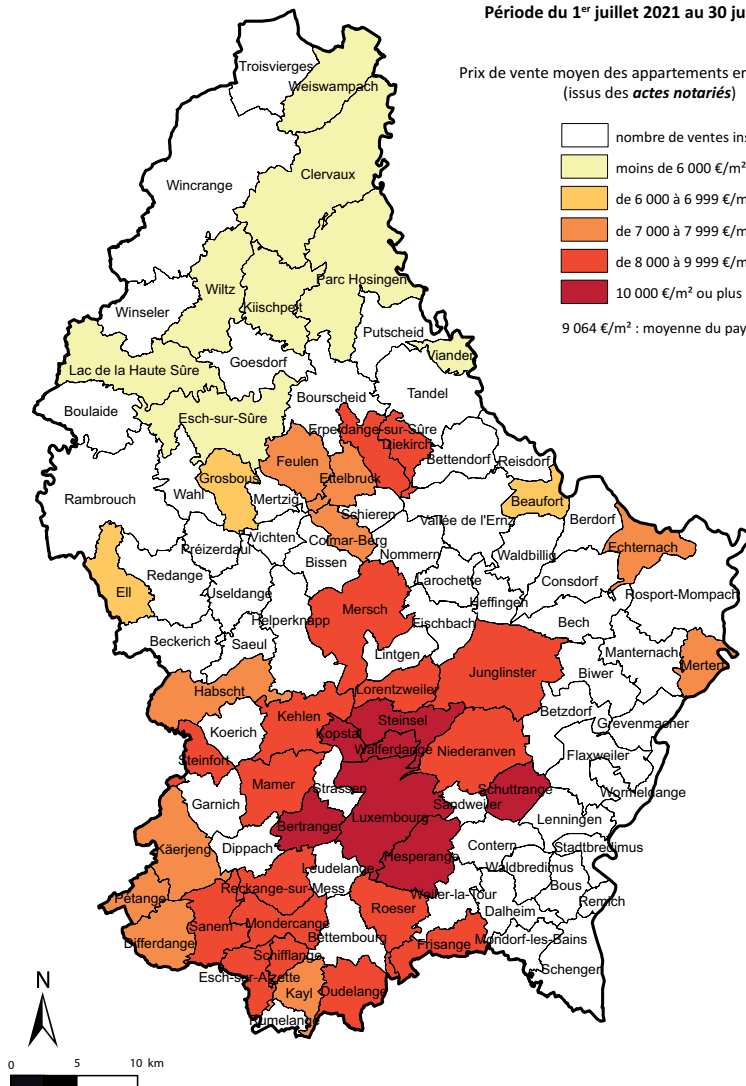 Période du 1er juillet 2021 au 30 ju
Prix de vente moyen des appartements en
(issus des actes notariés)
nombre de ventes ins
moins de 6 000 €/m²
de 6 000 à 6 999 €/m
de 7 000 à 7 999 €/m
de 8 000 à 9 999 €/m
10 000 €/m² ou plus
9 064 €/m² : moyenne du pay
Troisvierges
Weiswampach
Clervaux
Wincrange
Parc Hosingen
Wiltz
Kiischpelt
Winseler
Putscheid
Vianden
Goesdorf
Lac de la Haute Sûre
Tandel
Bourscheid
Boulaide
Esch-sur-Sûre
Erpeldange-sur-Sûre
Diekirch
Bettendorf
Reisdorf
Feulen
Ettelbruck
Grosbous
Rambrouch
Wahl
Mertzig
Beaufort
Schieren
Vallée de l'Ernz
Berdorf
Vichten
Colmar-Berg
Echternach
Préizerdaul
Nommern
Waldbillig
Bissen
Redange
Larochette
Consdorf
Ell
Useldange
Heffingen
Rosport-Mompach
Mersch
Helperknapp
Fischbach
Bech
Beckerich
Saeul
Lintgen
Manternach
Junglinster
Biwer
Mertert
Habscht
Lorentzweiler
Kehlen
Betzdorf
Steinsel
Grevenmacher
Koerich
Kopstal
Walferdange
Niederanven
Flaxweiler
Steinfort
Mamer
Strassen
Schuttrange
Wormeldange
Garnich
Sandweiler
Luxembourg
Lenningen
Bertrange
Contern
Stadtbredimus
Käerjeng
Dippach
Hesperange
Leudelange
Waldbredimus
Bous
Reckange-sur-Mess
Weiler-la-Tour
Pétange
Remich
Roeser
Dalheim
Sanem
Mondercange
Bettembourg
Differdange
Frisange
Mondorf-les-Bains
Schifflange
Schengen
Esch-sur-Alzette
Kayl
Dudelange
Rumelange
N
0 5 10 km